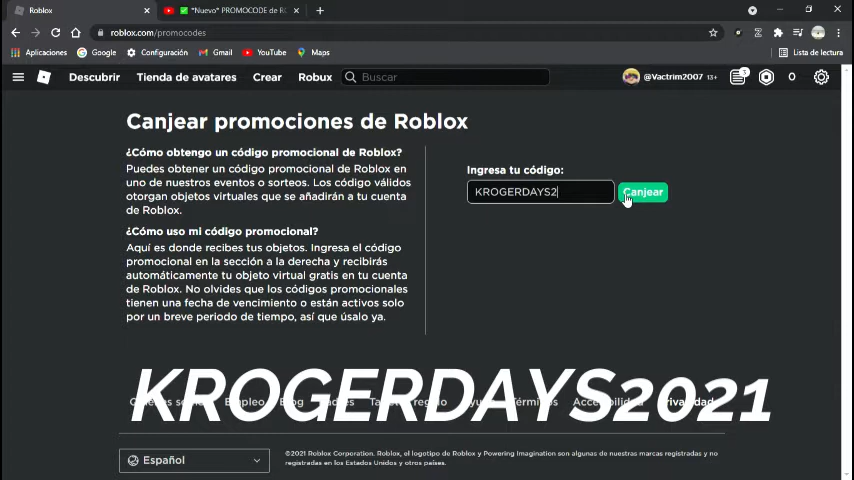 Roblox
*Nuevo* PROMOCODE de RO
roblox.com/promocodes
Aplicaciones
Google
Configuración
Gmail
YouTube
Maps
Lista de lectura
Descubrir
Tienda de avatares
Crear
Robux
Buscar
@Vactrim2007 13+
3
0
Canjear promociones de Roblox
¿Cómo obtengo un código promocional de Roblox?
Puedes obtener un código promocional de Roblox en
uno de nuestros eventos o sorteos. Los código válidos
otorgan objetos virtuales que se añadirán a tu cuenta
de Roblox.
¿Cómo uso mi código promocional?
Aquí es donde recibes tus objetos. Ingresa el código
promocional en la sección a la derecha y recibirás
automáticamente tu objeto virtual gratis en tu cuenta
de Roblox. No olvides que los códigos promocionales
tienen una fecha de vencimiento o están activos solo
por un breve periodo de tiempo, así que úsalo ya.
Ingresa tu código:
KROGERDAYS2
Canjear
KROGERDAYS2021
Empleo
Blog
Términos
Privacidad
Español
©2021 Roblox Corporation. Roblox, el logotipo de Roblox y Powering Imagination son algunas de nuestras marcas registradas y no
registradas en los Estados Unidos y otros países.